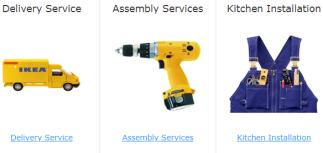 Delivery Service
Assembly Services
Kitchen Installation
IKEA
Delivery Service
Assembly Services
Kitchen Installation